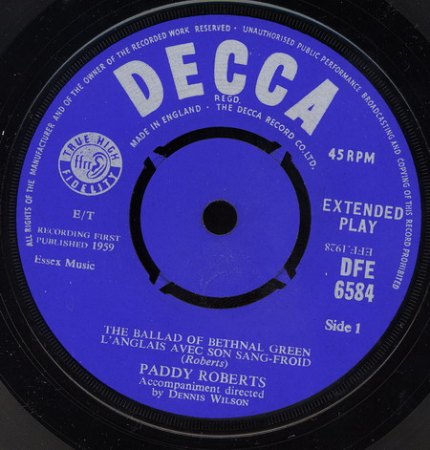 ALL RIGHTS OF THE MANUFACTURER AND OF THE OWNER OF THE RECORDED WORK RESERVED - UNAUTHORISED PUBLIC PERFORMANCE BROADCASTING AND COPYING OF THIS RECORD PROHIBITED
DECCA
REGD.
MADE IN ENGLAND · THE DECCA RECORD CO. LTD.
TRUE HIGH
ffrr
FIDELITY
45 RPM
E/T
RECORDING FIRST
PUBLISHED 1959
Essex Music
EXTENDED
PLAY
EFF.1928
DFE
6584
Side 1
THE BALLAD OF BETHNAL GREEN
L'ANGLAIS AVEC SON SANG-FROID
(Roberts)
PADDY ROBERTS
Accompaniment directed
by DENNIS WILSON